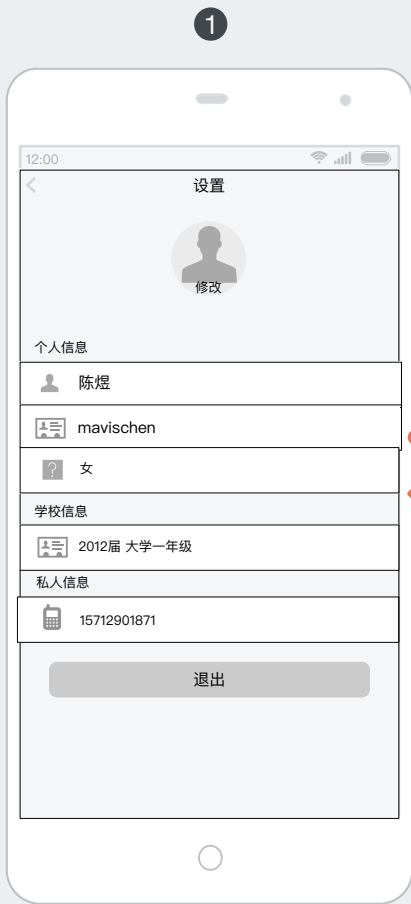 1
12:00
设置
修改
个人信息
陈煜
mavischen
女
学校信息
2012届 大学一年级
私人信息
15712901871
退出